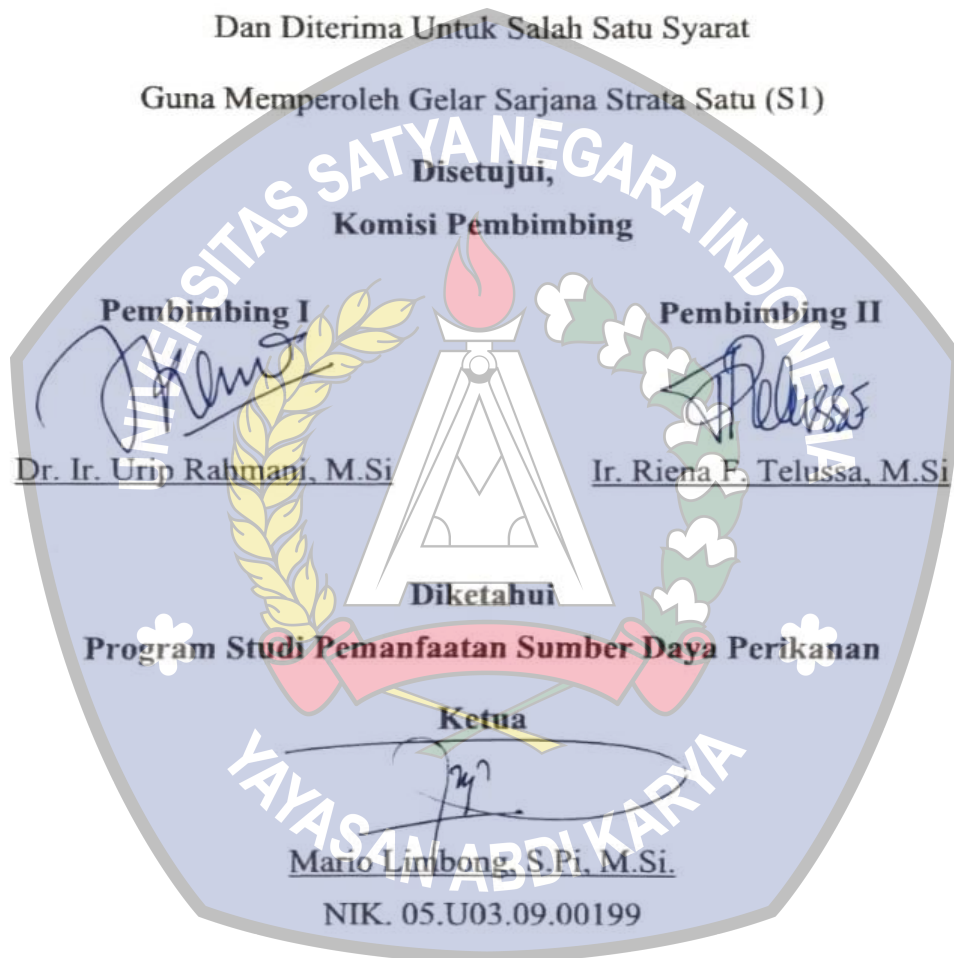 Dan Diterima Untuk Salah Satu Syarat
Guna Memperoleh Gelar Sarjana Strata Satu (S1)
UNIVERSITAS SATYA NEGARA INDONESIA
Disetujui,
Komisi Pembimbing
Pembimbing I Pembimbing II
Dr. Ir. Urip Rahmani, M.Si Ir. Riena F. Telussa, M.Si
Diketahui
Program Studi Pemanfaatan Sumber Daya Perikanan
Ketua
Mario Limbong, S.Pi, M.Si.
NIK. 05.U03.09.00199
YAYASAN ABDI KARYA